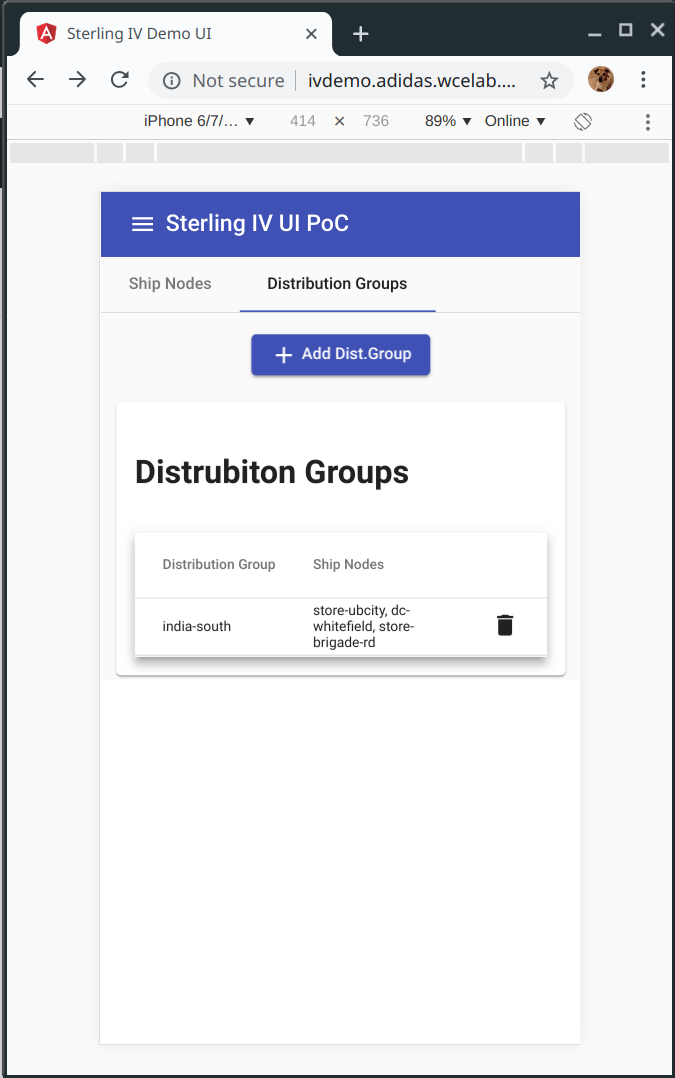 Sterling IV Demo UI
Not secure
ivdemo.adidas.wcelab....
iPhone 6/7/... 414 × 736 89% Online
Sterling IV UI PoC
Ship Nodes
Distribution Groups
Add Dist.Group
Distrubiton Groups
Distribution Group
Ship Nodes
india-south
store-ubcity, dc-
whitefield, store-
brigade-rd